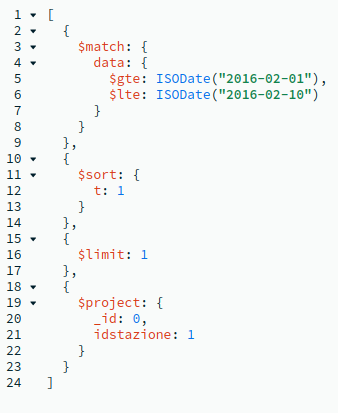 1 [
2 {
3 $match: {
4 data: {
5 $gte: ISODate("2016-02-01"),
6 $lte: ISODate("2016-02-10")
7 }
8 }
9 },
10 {
11 $sort: {
12 t: 1
13 }
14 },
15 {
16 $limit: 1
17 },
18 {
19 $project: {
20 _id: 0,
21 idstazione: 1
22 }
23 }
24 ]